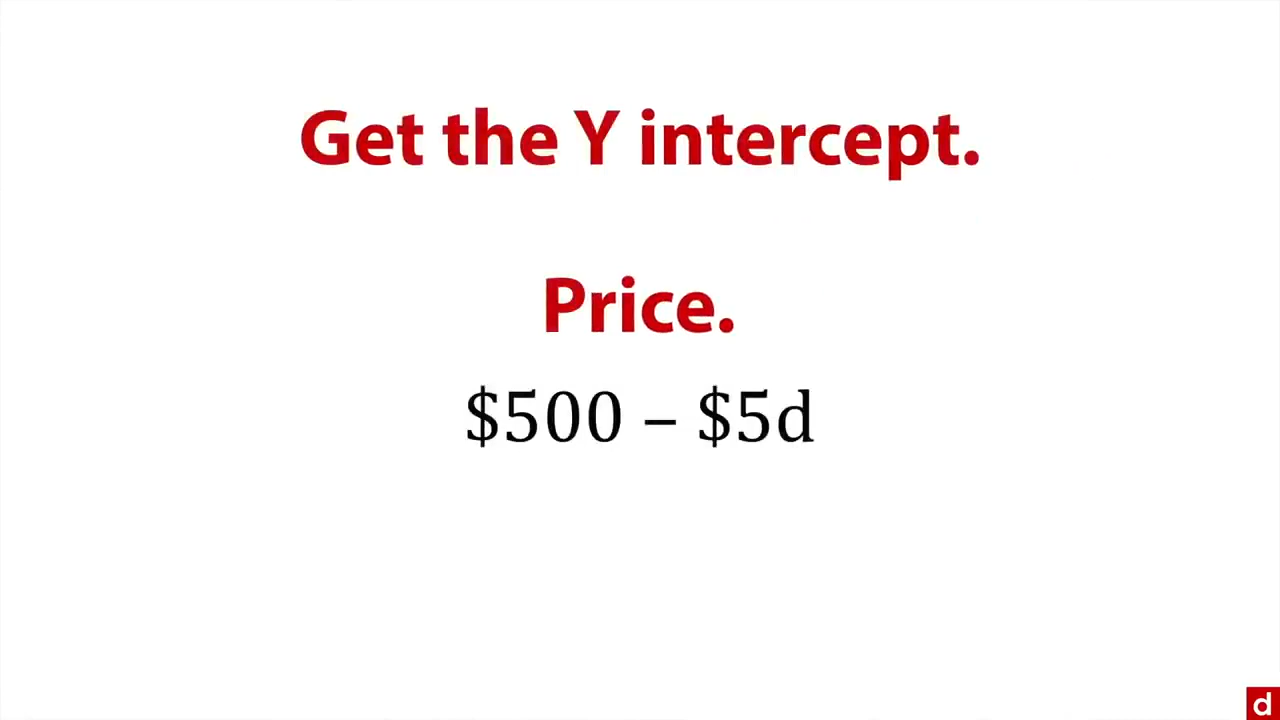 Get the Y intercept.
Price.
$500 – $5d
d